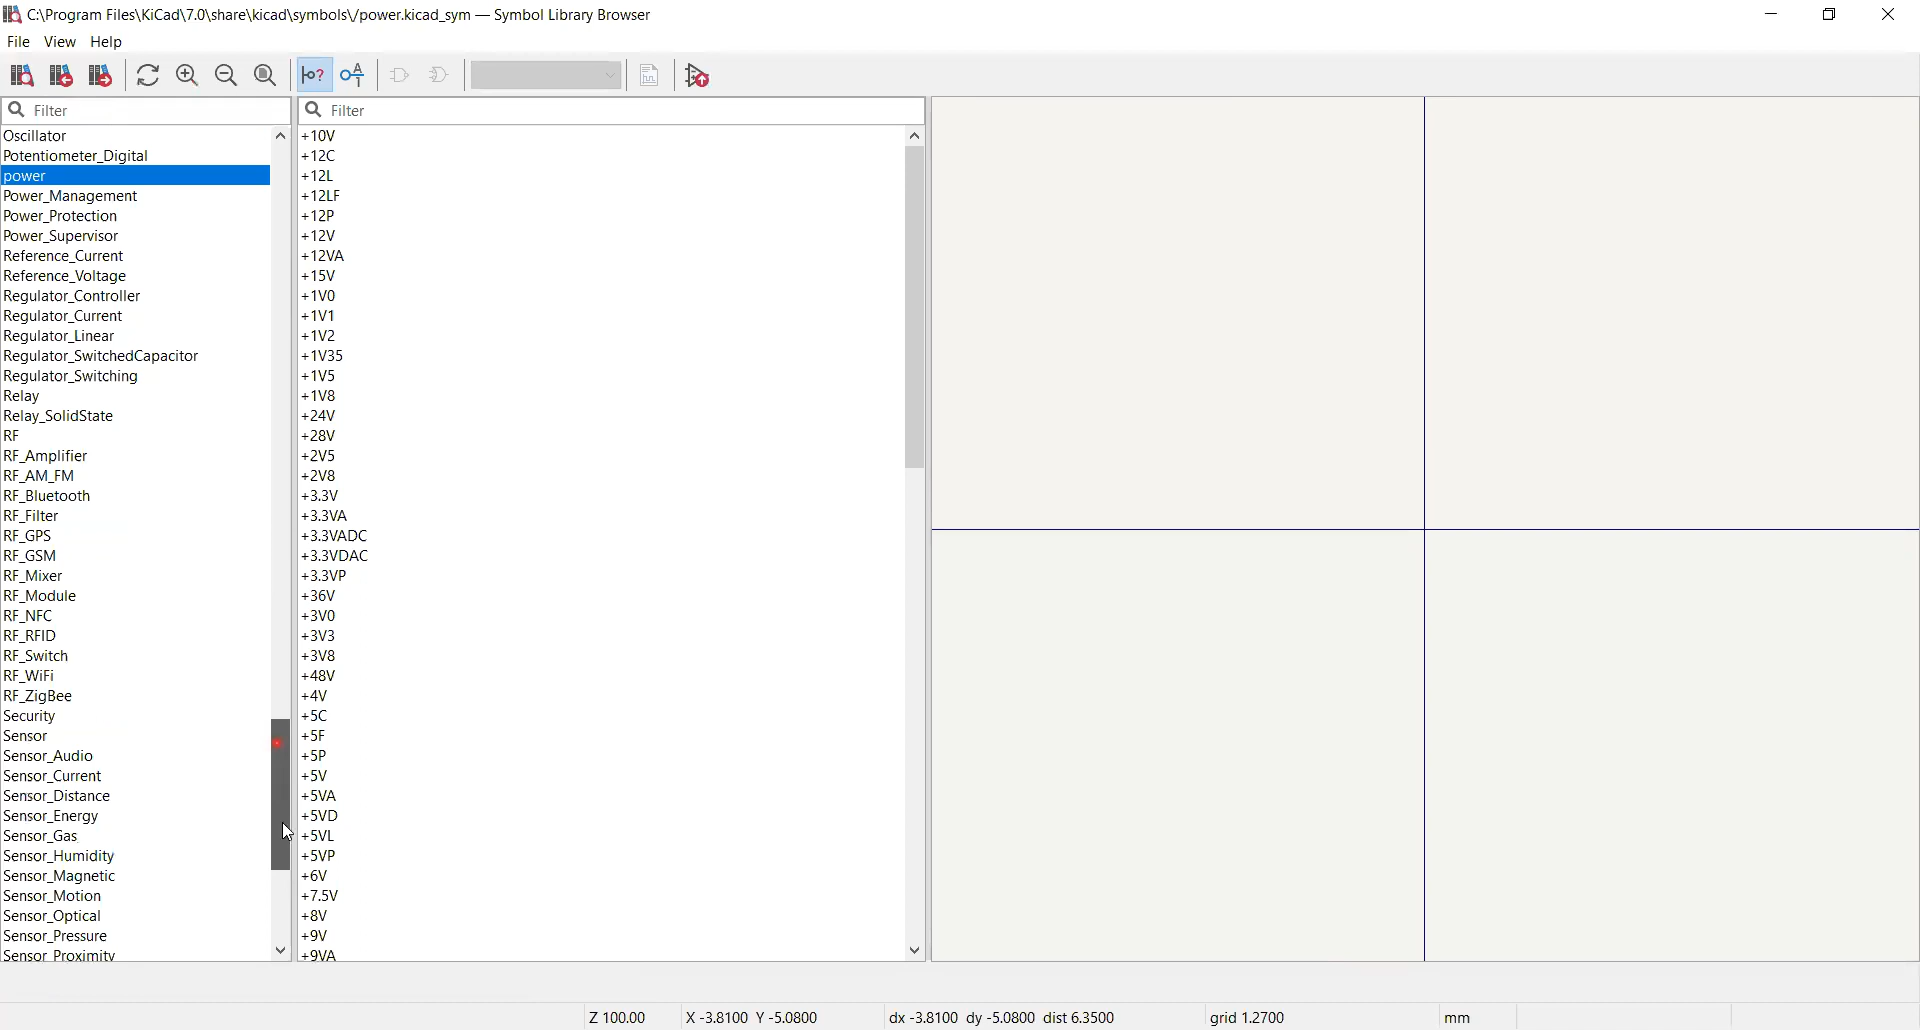 C:\Program Files\KiCad\7.0\share\kicad\symbols\/power.kicad_sym — Symbol Library Browser
File View Help
Filter
Filter
Oscillator
Potentiometer_Digital
power
Power_Management
Power_Protection
Power_Supervisor
Reference_Current
Reference_Voltage
Regulator_Controller
Regulator_Current
Regulator_Linear
Regulator_SwitchedCapacitor
Regulator_Switching
Relay
Relay_SolidState
RF
RF_Amplifier
RF_AM_FM
RF_Bluetooth
RF_Filter
RF_GPS
RF_GSM
RF_Mixer
RF_Module
RF_NFC
RF_RFID
RF_Switch
RF_WiFi
RF_ZigBee
Security
Sensor
Sensor_Audio
Sensor_Current
Sensor_Distance
Sensor_Energy
Sensor_Gas
Sensor_Humidity
Sensor_Magnetic
Sensor_Motion
Sensor_Optical
Sensor_Pressure
Sensor_Proximity
+10V
+12C
+12L
+12LF
+12P
+12V
+12VA
+15V
+1V0
+1V1
+1V2
+1V35
+1V5
+1V8
+24V
+28V
+2V5
+2V8
+3.3V
+3.3VA
+3.3VADC
+3.3VDAC
+3.3VP
+36V
+3V0
+3V3
+3V8
+48V
+4V
+5C
+5F
+5P
+5V
+5VA
+5VD
+5VL
+5VP
+6V
+7.5V
+8V
+9V
+9VA
Z 100.00 X -3.8100 Y -5.0800 dx -3.8100 dy -5.0800 dist 6.3500 grid 1.2700 mm